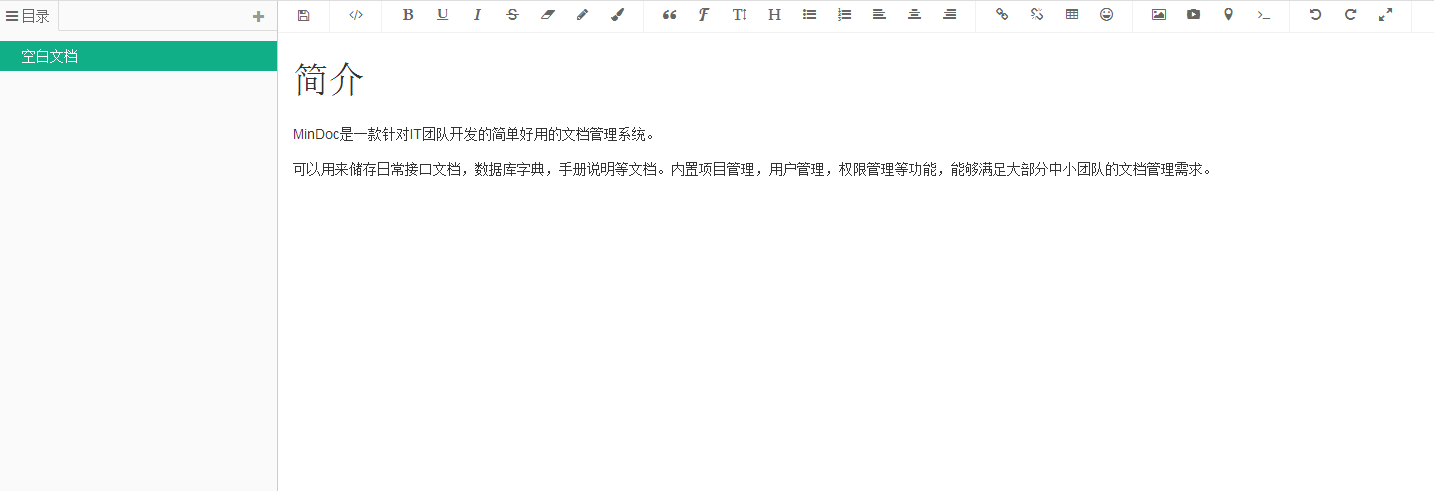 目录
空白文档
简介
MinDoc是一款针对IT团队开发的简单好用的文档管理系统。
可以用来储存日常接口文档，数据库字典，手册说明等文档。内置项目管理，用户管理，权限管理等功能，能够满足大部分中小团队的文档管理需求。